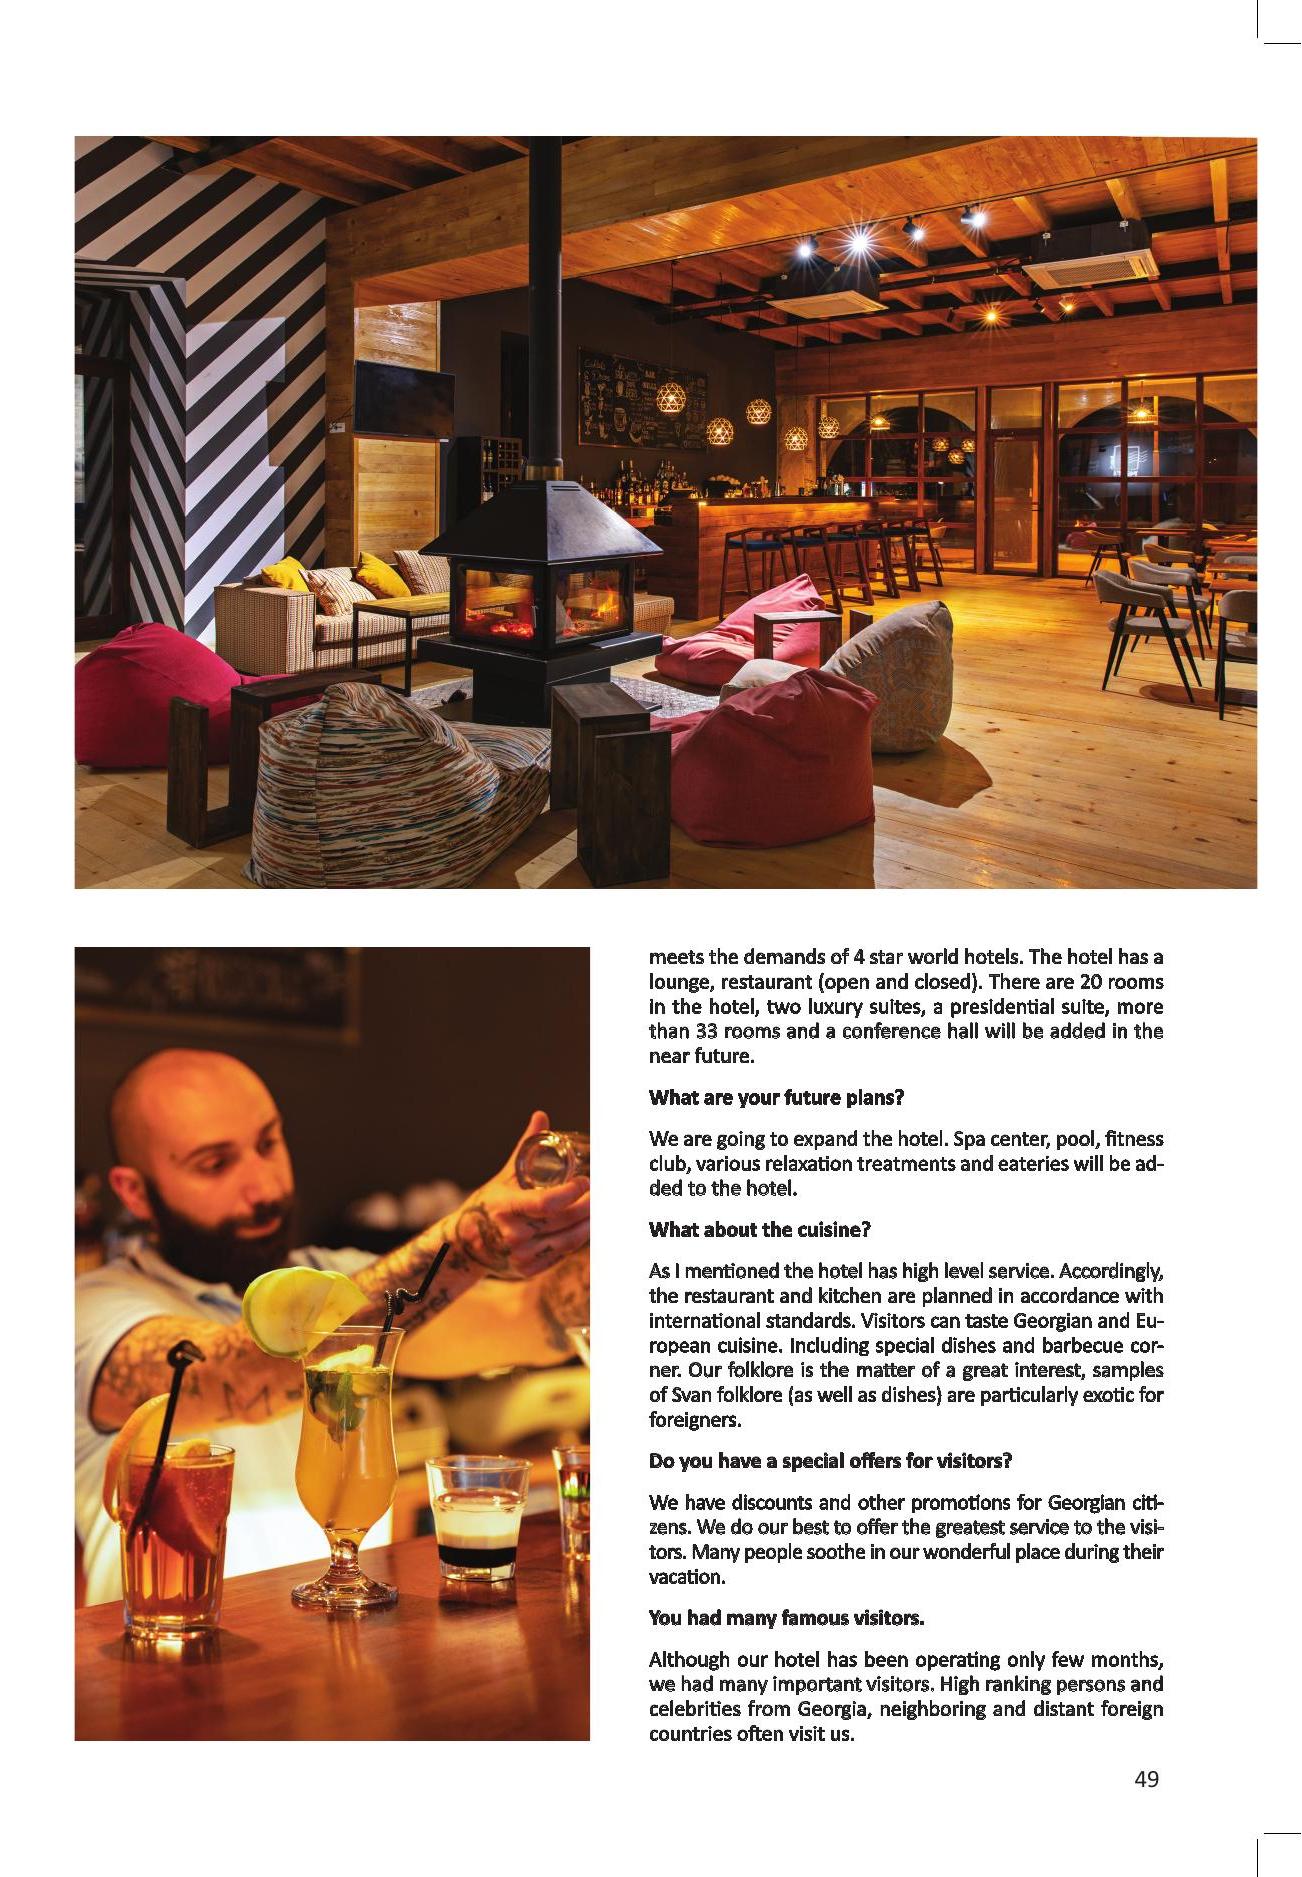 meets the demands of 4 star world hotels. The hotel has a
lounge, restaurant (open and closed). There are 20 rooms
in the hotel, two luxury suites, a presidential suite, more
than 33 rooms and a conference hall will be added in the
near future.
What are your future plans?
We are going to expand the hotel. Spa center, pool, fitness
club, various relaxation treatments and eateries will be ad-
ded to the hotel.
What about the cuisine?
As I mentioned the hotel has high level service. Accordingly,
the restaurant and kitchen are planned in accordance with
international standards. Visitors can taste Georgian and Eu-
ropean cuisine. Including special dishes and barbecue cor-
ner. Our folklore is the matter of a great interest, samples
of Svan folklore (as well as dishes) are particularly exotic for
foreigners.
Do you have a special offers for visitors?
We have discounts and other promotions for Georgian citi-
zens. We do our best to offer the greatest service to the visi-
tors. Many people soothe in our wonderful place during their
vacation.
You had many famous visitors.
Although our hotel has been operating only few months,
we had many important visitors. High ranking persons and
celebrities from Georgia, neighboring and distant foreign
countries often visit us.
49